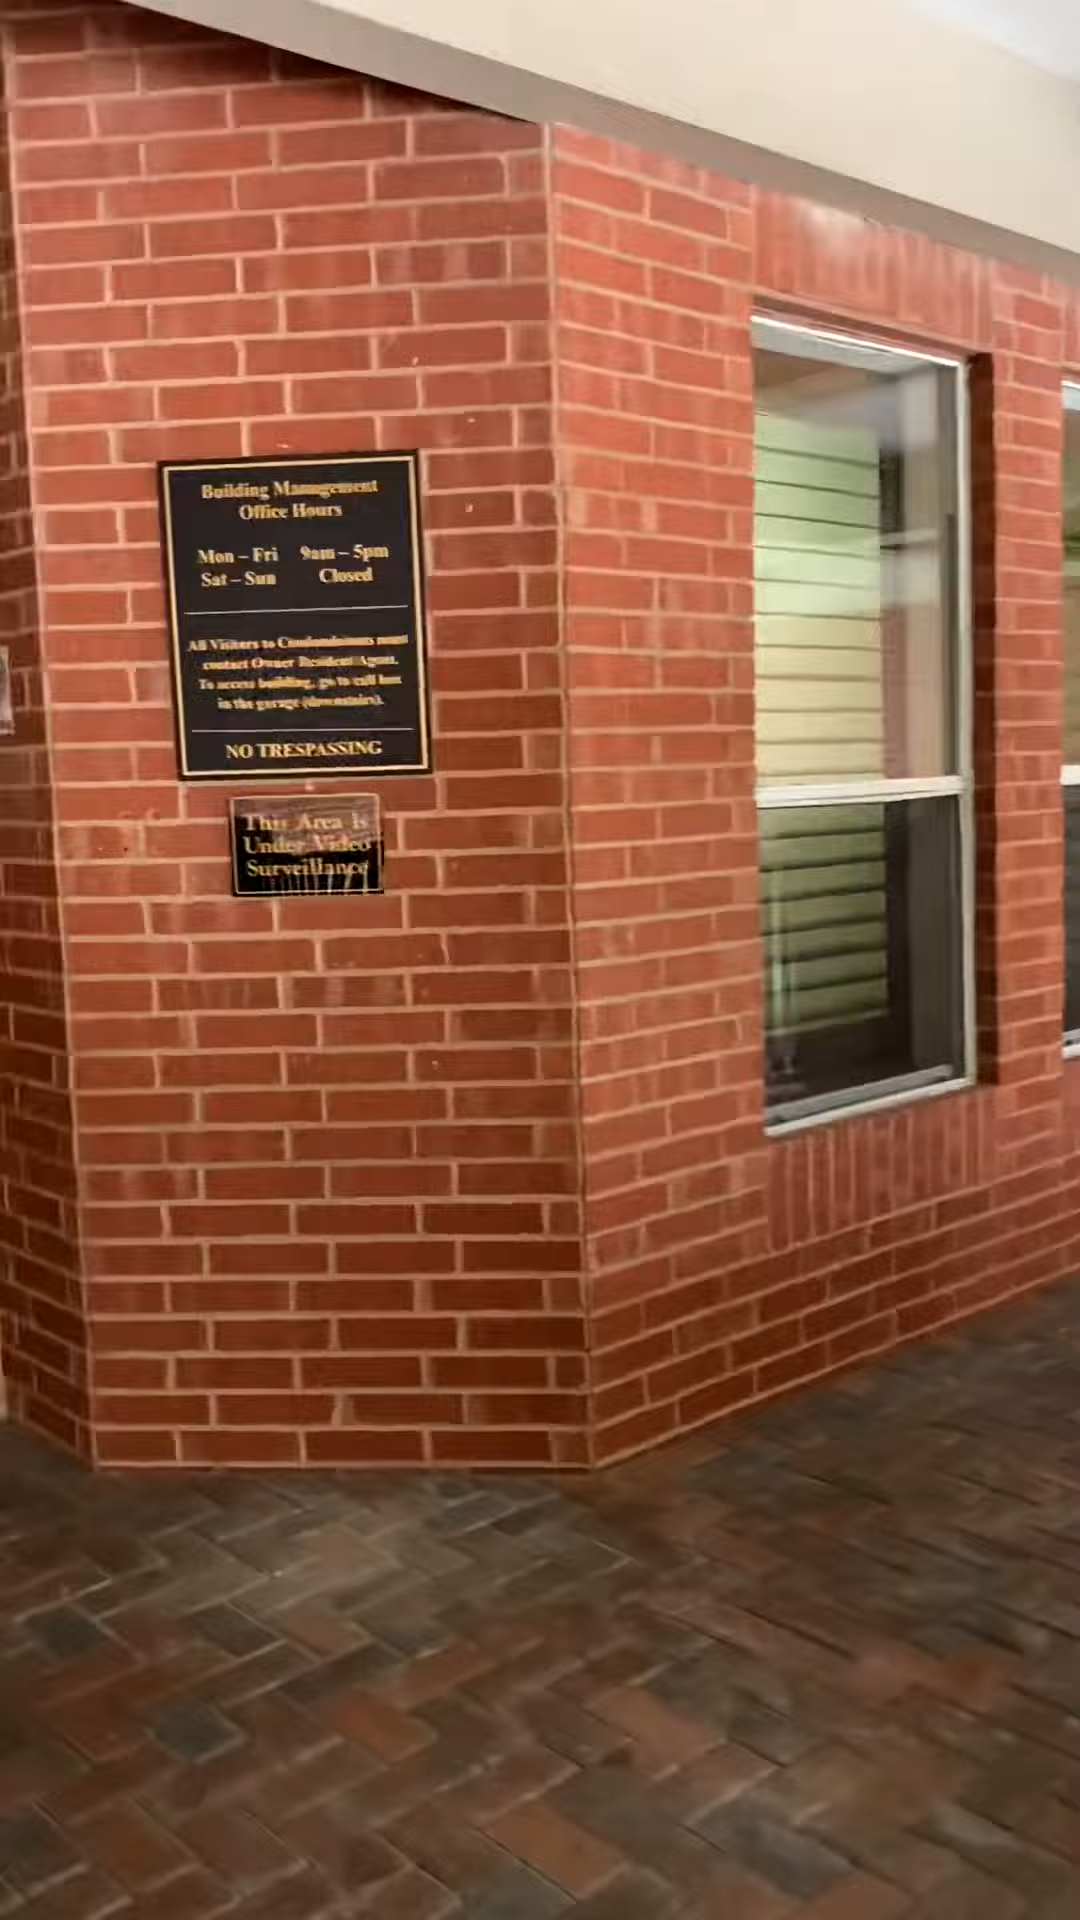 Building Management
Office Hours
Mon – Fri 9am – 5pm
Sat – Sun Closed
All Visitors to Condominiums must
contact Owner Resident Agent.
To access building, go to call box
in the garage (downstairs).
NO TRESPASSING
This Area Is
Under Video
Surveillance